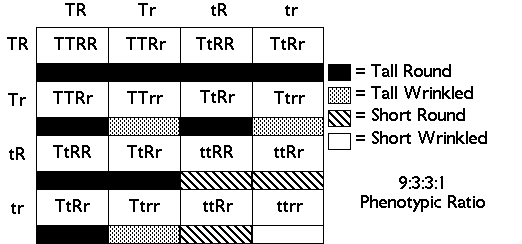 TR Tr tR tr
TR TTRR TTRr TtRR TtRr
= Tall Round
Tr TTRr TTrr TtRr Ttrr
= Tall Wrinkled
= Short Round
= Short Wrinkled
tR TtRR TtRr ttRR ttRr
9:3:3:1
Phenotypic Ratio
tr TtRr Ttrr ttRr ttrr